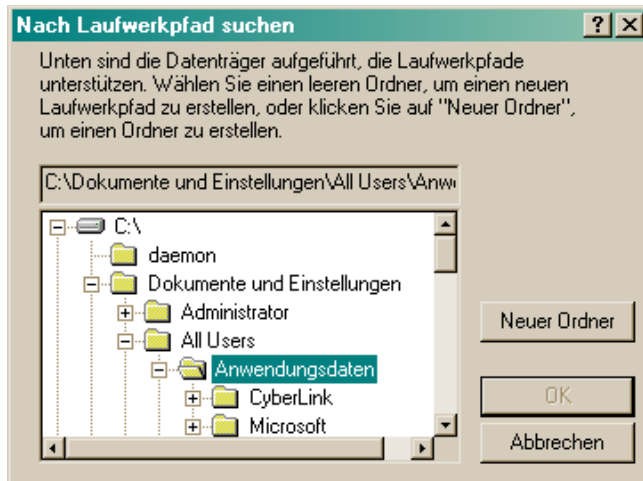 Nach Laufwerkpfad suchen
Unten sind die Datenträger aufgeführt, die Laufwerkpfade
unterstützen. Wählen Sie einen leeren Ordner, um einen neuen
Laufwerkpfad zu erstellen, oder klicken Sie auf "Neuer Ordner",
um einen Ordner zu erstellen.
C:\Dokumente und Einstellungen\All Users\Anw
C:\
daemon
Dokumente und Einstellungen
Administrator
All Users
Anwendungsdaten
CyberLink
Microsoft
Neuer Ordner
OK
Abbrechen